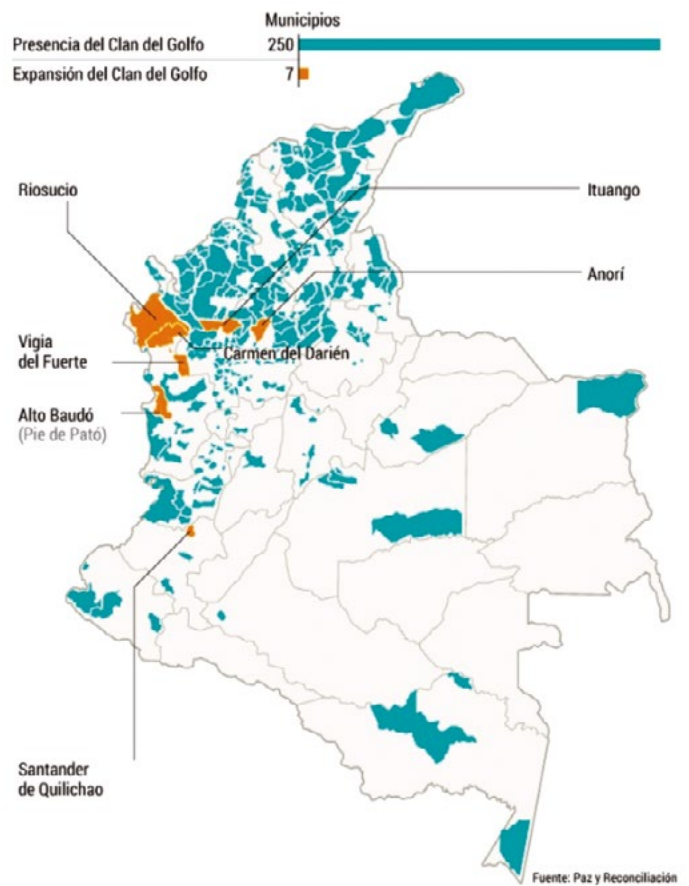 Municipios
Presencia del Clan del Golfo 250
Expansión del Clan del Golfo 7
Riosucio
Ituango
Anorí
Vigia
del Fuerte
Carmen del Darién
Alto Baudó
(Pie de Pató)
Santander
de Quilichao
Fuente: Paz y Reconciliación